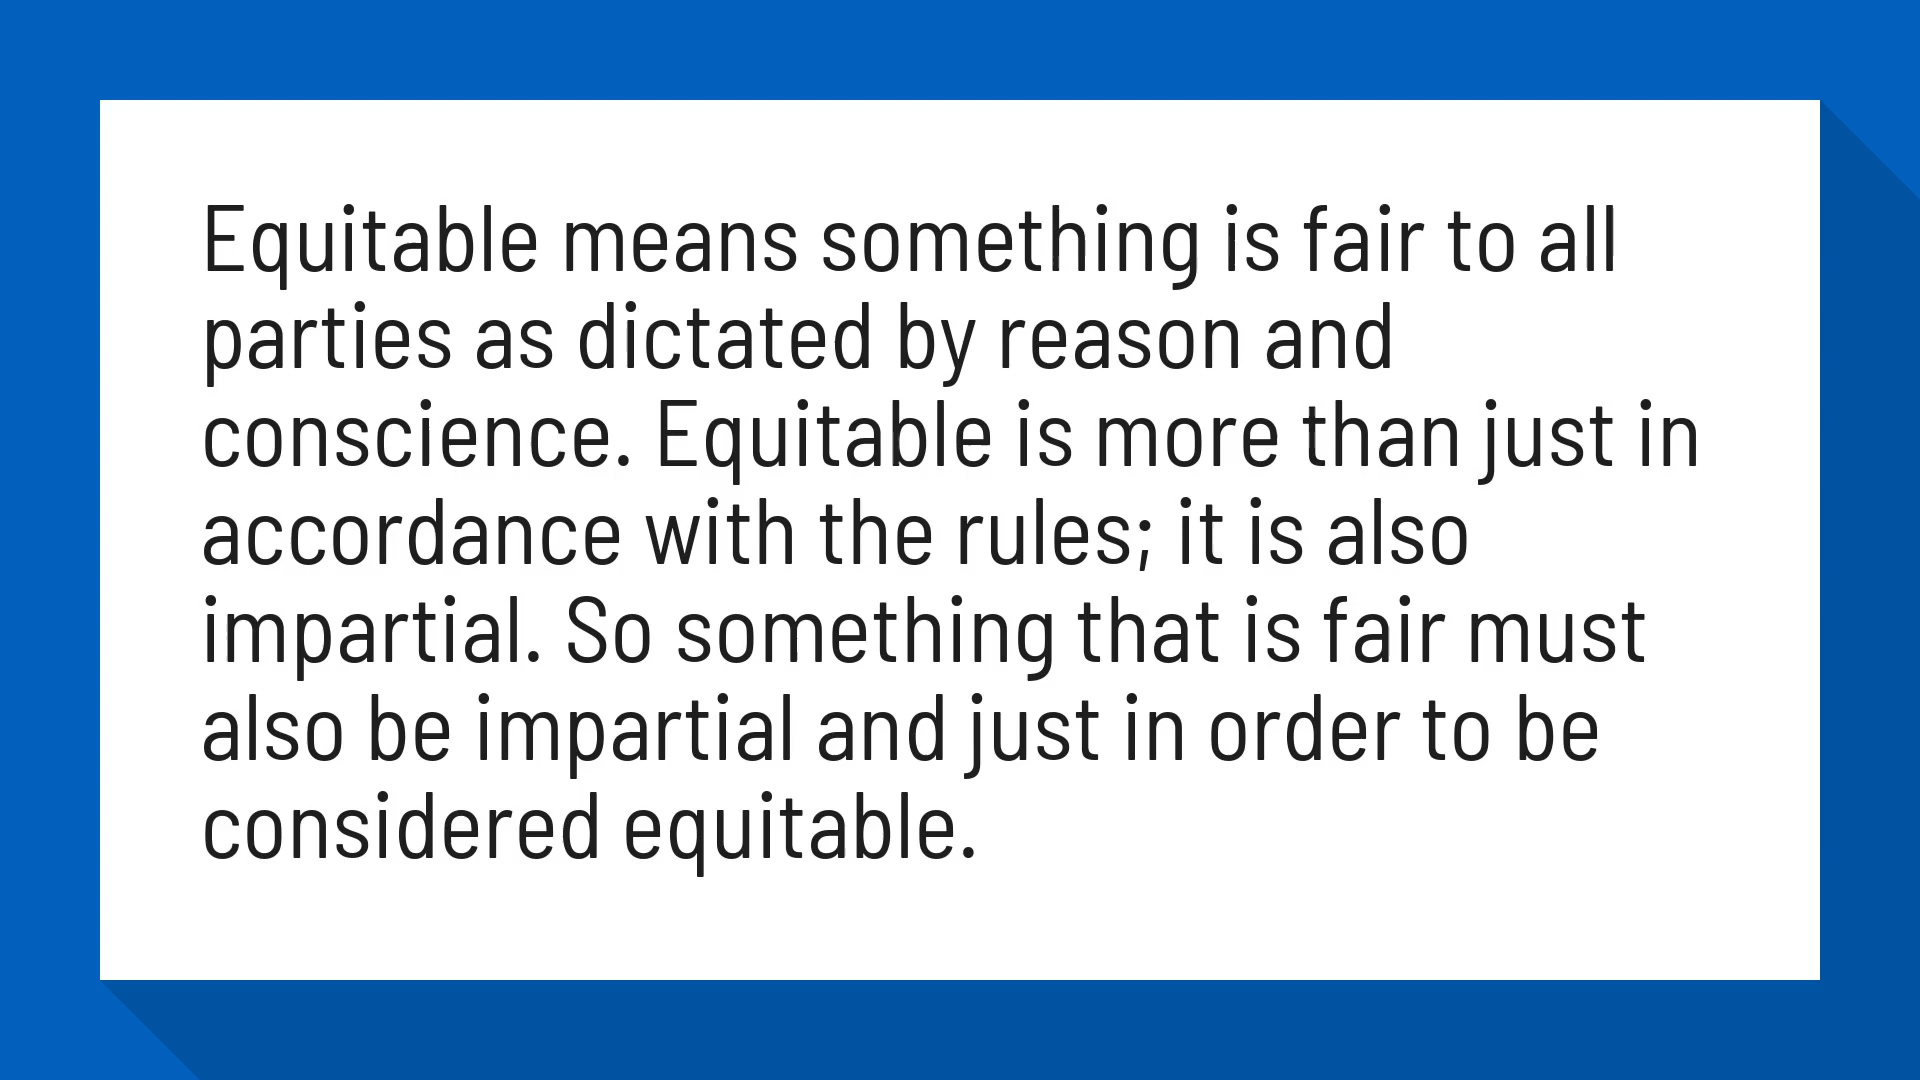 Equitable means something is fair to all
parties as dictated by reason and
conscience. Equitable is more than just in
accordance with the rules; it is also
impartial. So something that is fair must
also be impartial and just in order to be
considered equitable.